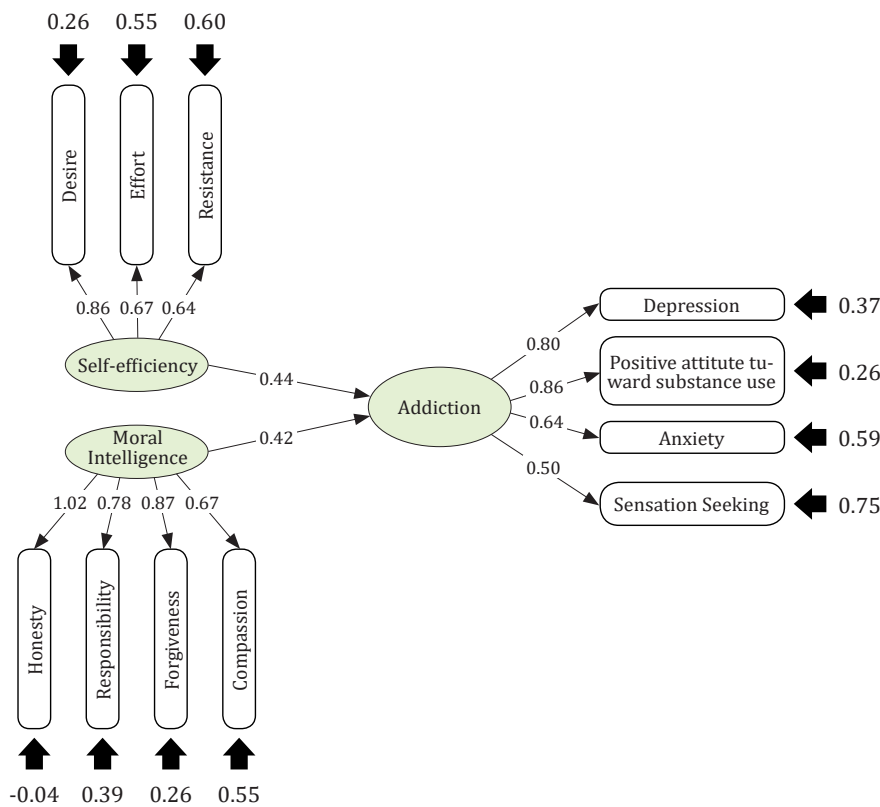 0.26 0.55 0.60
Desire
Effort
Resistance
0.86 0.67 0.64
Self-efficiency
0.44
Moral
Intelligence
0.42
Addiction
1.02 0.78 0.87 0.67
Honesty
Responsibility
Forgiveness
Compassion
-0.04 0.39 0.26 0.55
0.80
0.86
0.64
0.50
Depression
0.37
Positive attitute tu-
ward substance use
0.26
Anxiety
0.59
Sensation Seeking
0.75